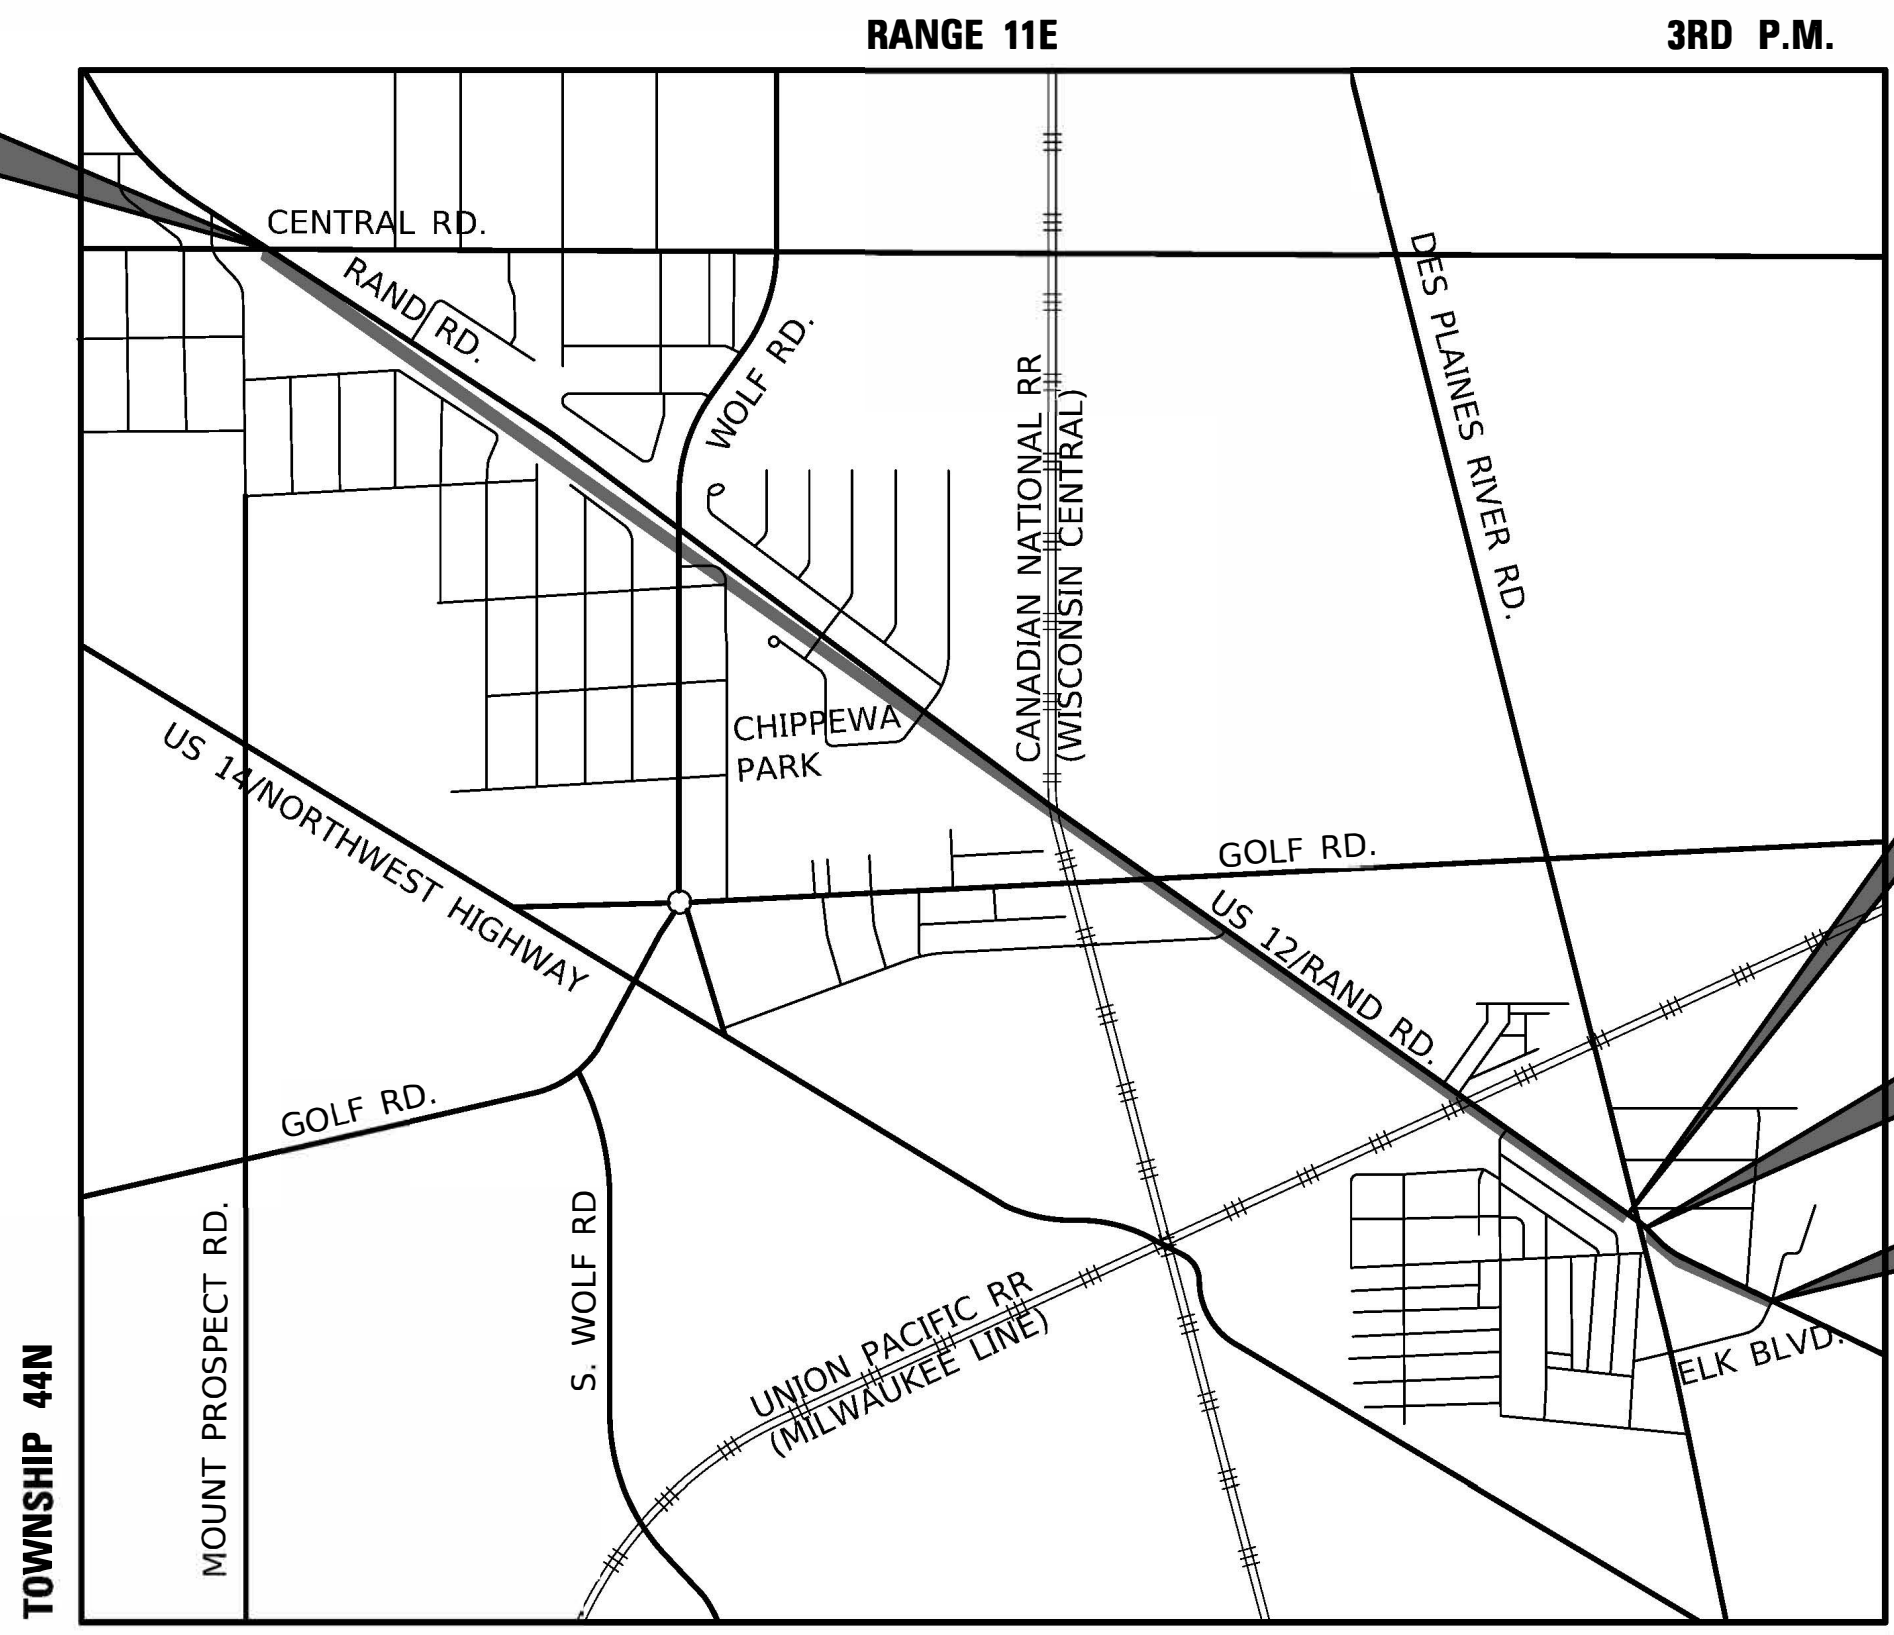 RANGE 11E
3RD P.M.
CENTRAL RD.
RAND RD.
WOLF RD.
CANADIAN NATIONAL RR
(WISCONSIN CENTRAL)
DES PLAINES RIVER RD.
CHIPPEWA
PARK
US 14/NORTHWEST HIGHWAY
GOLF RD.
US 12/RAND RD.
GOLF RD.
MOUNT PROSPECT RD.
S. WOLF RD
UNION PACIFIC RR
(MILWAUKEE LINE)
ELK BLVD.
TOWNSHIP 44N